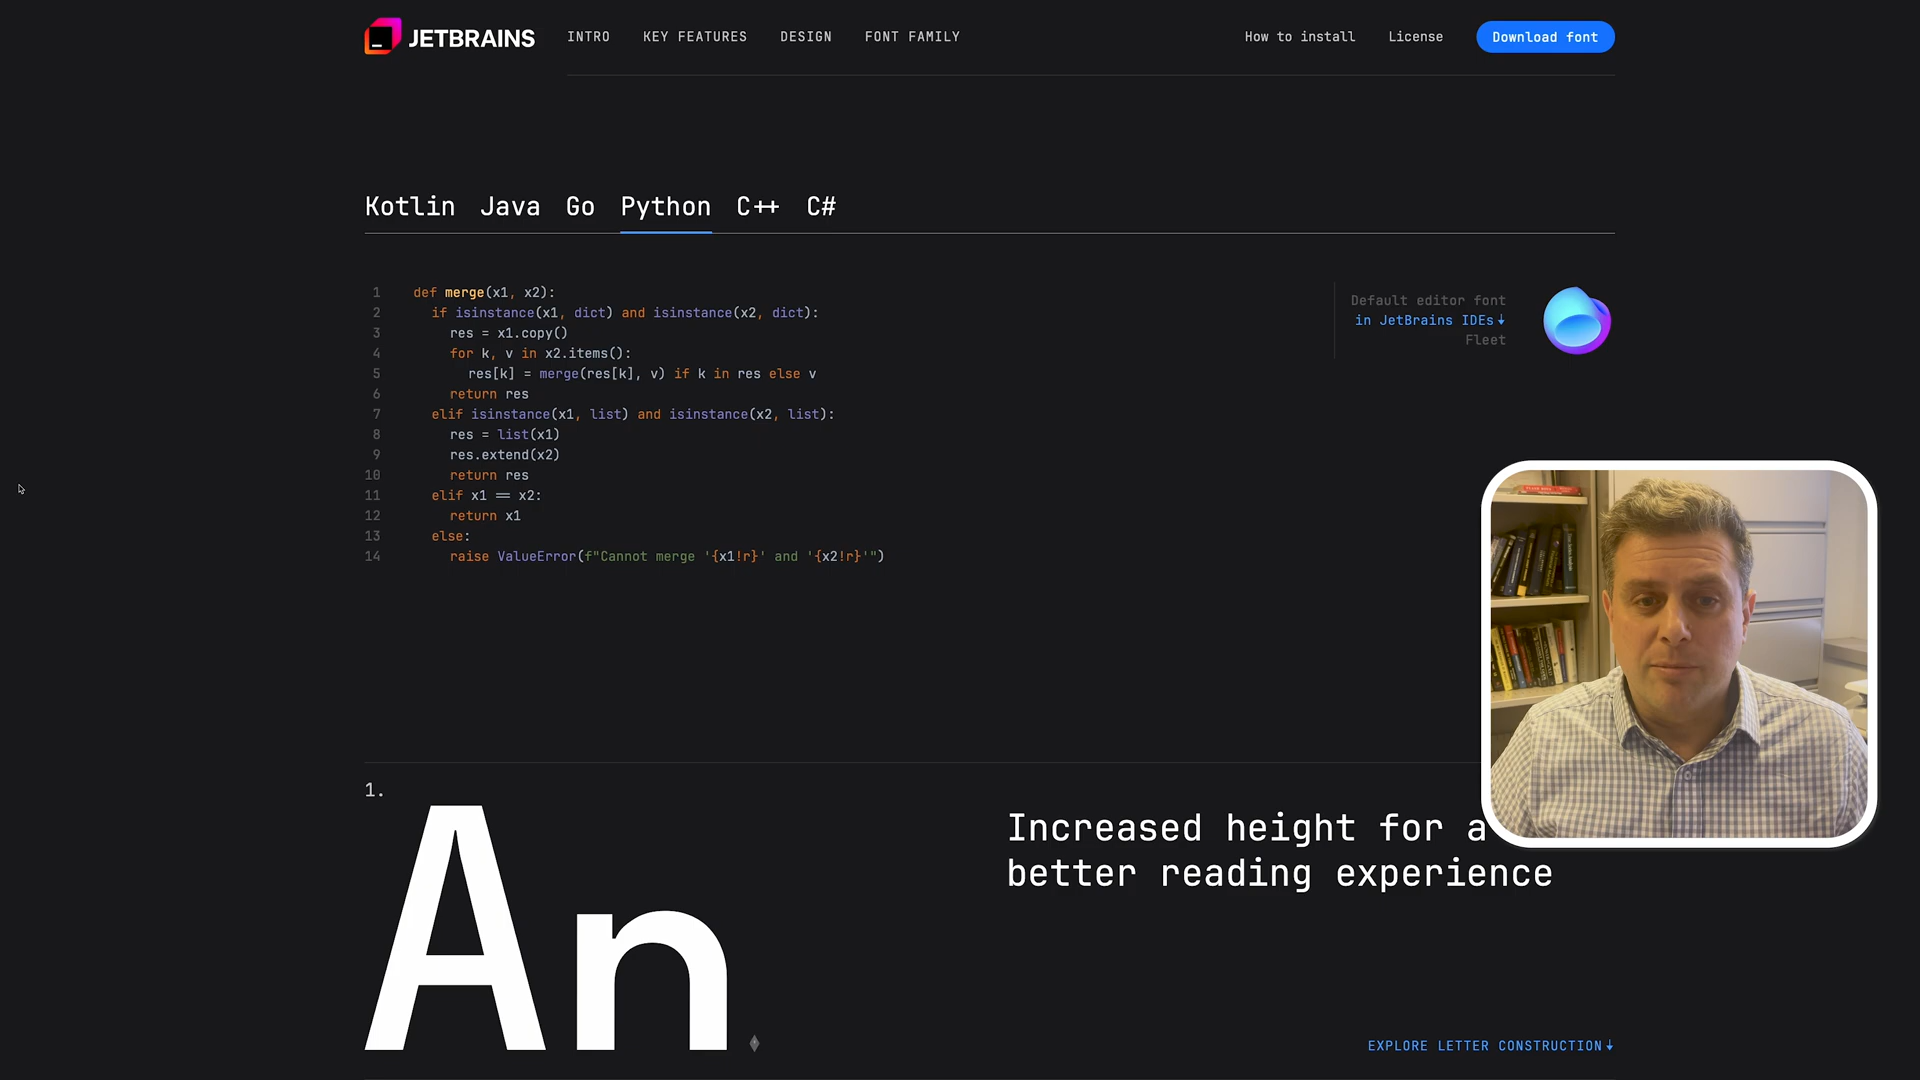 JETBRAINS
INTRO KEY FEATURES DESIGN FONT FAMILY How to install License Download font
Kotlin Java Go Python C++ C#
1 def merge(x1, x2):
2 if isinstance(x1, dict) and isinstance(x2, dict):
3 res = x1.copy()
4 for k, v in x2.items():
5 res[k] = merge(res[k], v) if k in res else v
6 return res
7 elif isinstance(x1, list) and isinstance(x2, list):
8 res = list(x1)
9 res.extend(x2)
10 return res
11 elif x1 == x2:
12 return x1
13 else:
14 raise ValueError(f"Cannot merge '{x1!r}' and '{x2!r}'")
Default editor font
in JetBrains IDEs↓
Fleet
1.
An
Increased height for a
better reading experience
EXPLORE LETTER CONSTRUCTION↓